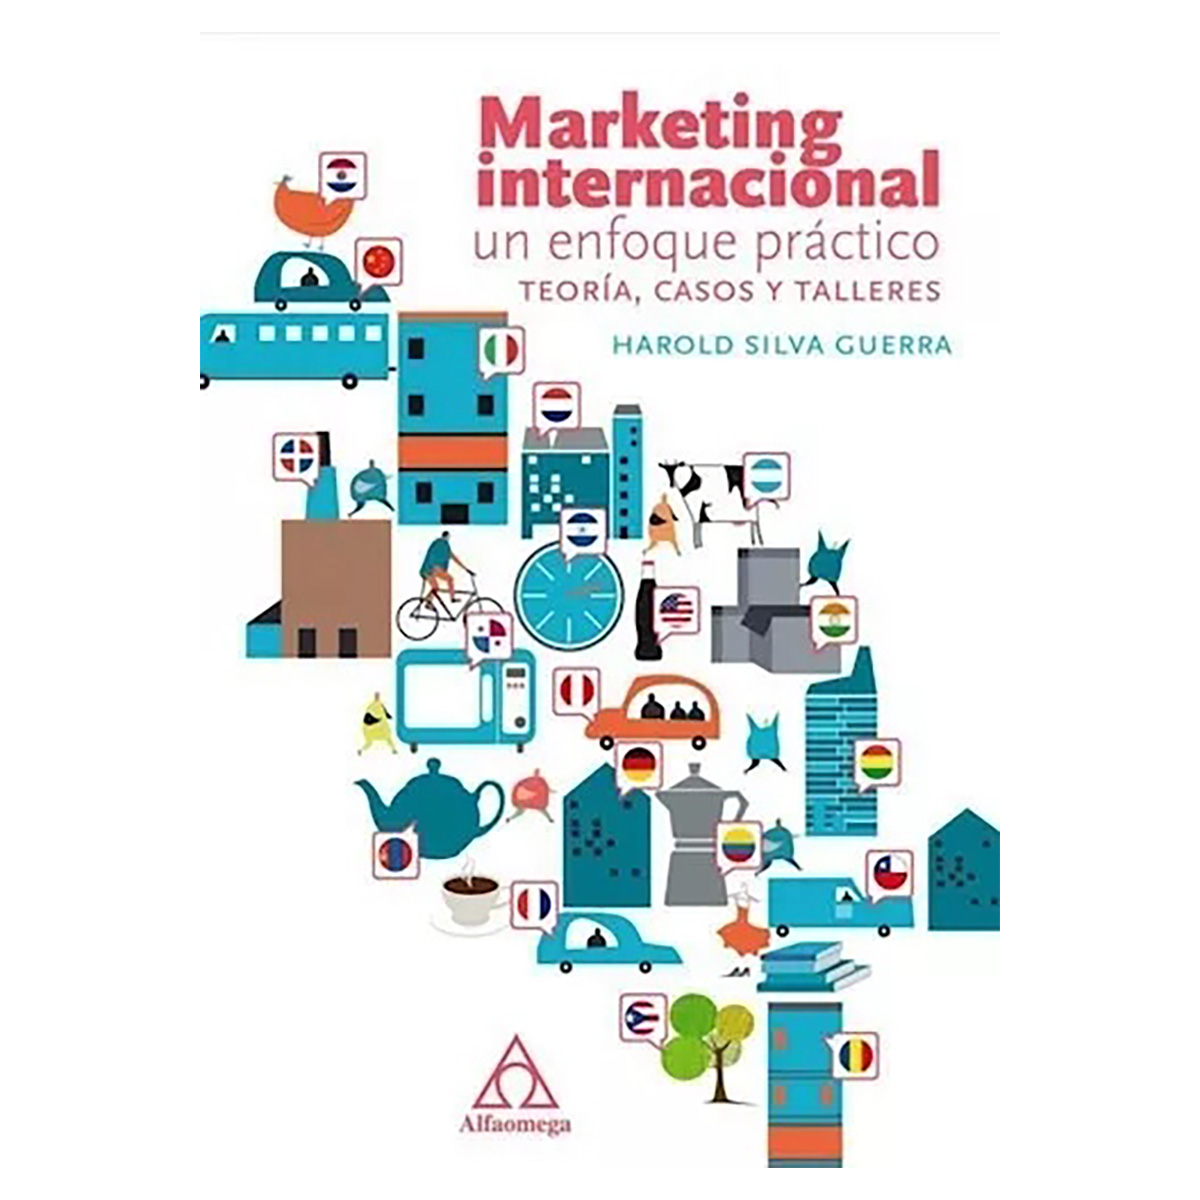 Marketing
internacional
un enfoque práctico
TEORÍA, CASOS Y TALLERES
HAROLD SILVA GUERRA
Alfaomega